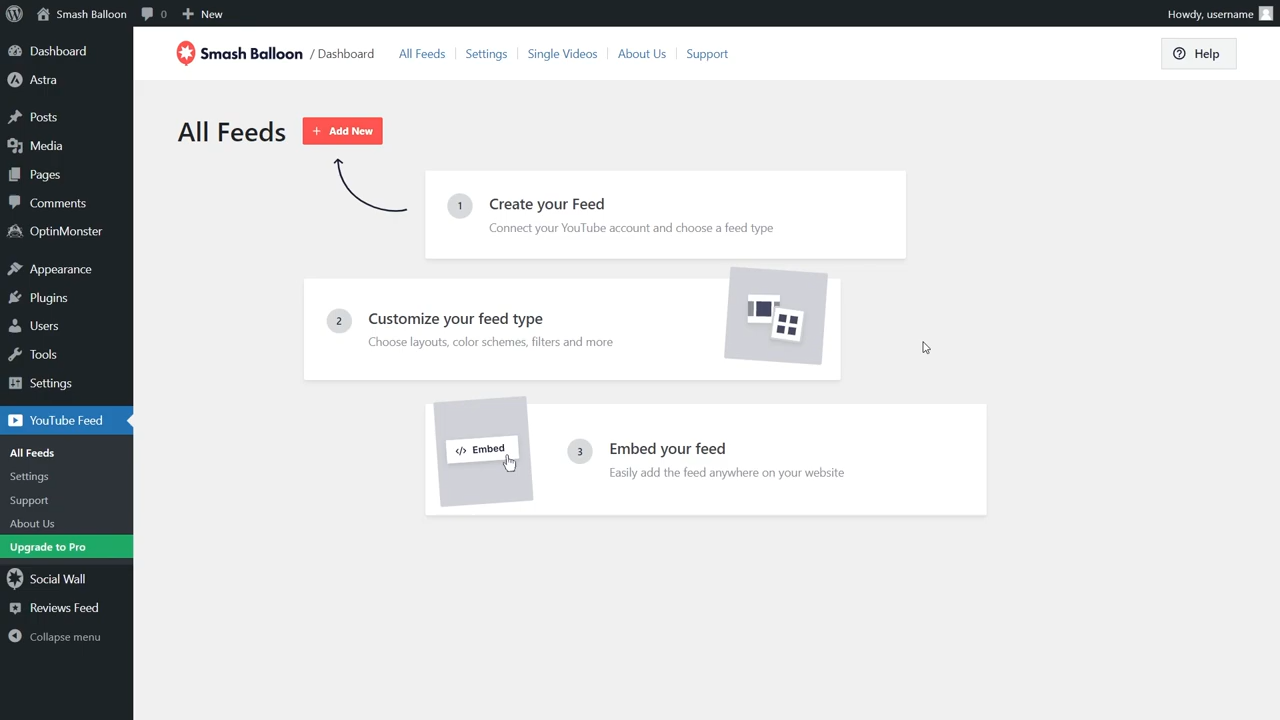 Smash Balloon
0
New
Howdy, username
Dashboard
Astra
Posts
Media
Pages
Comments
OptinMonster
Appearance
Plugins
Users
Tools
Settings
YouTube Feed
All Feeds
Settings
Support
About Us
Upgrade to Pro
Social Wall
Reviews Feed
Collapse menu
Smash Balloon / Dashboard
All Feeds
Settings
Single Videos
About Us
Support
Help
All Feeds
+ Add New
1
Create your Feed
Connect your YouTube account and choose a feed type
2
Customize your feed type
Choose layouts, color schemes, filters and more
</> Embed
3
Embed your feed
Easily add the feed anywhere on your website